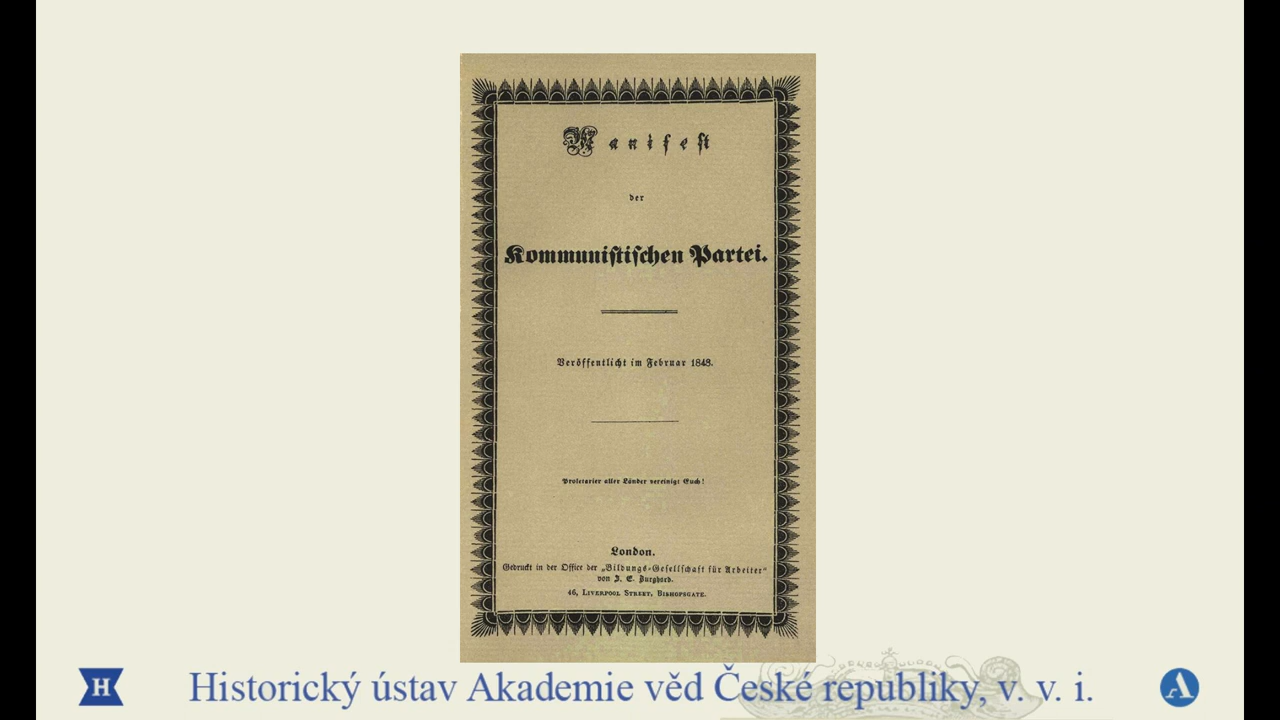 Manifest
der
Kommunistischen Partei.
Veröffentlicht im Februar 1848.
Proletarier aller Länder vereinigt Euch!
London.
Gedruckt in der Office der „Bildungs-Gesellschaft für Arbeiter“
von J. E. Burghard.
46, LIVERPOOL STREET, BISHOPSGATE.
H Historický ústav Akademie věd České republiky, v. v. i. A